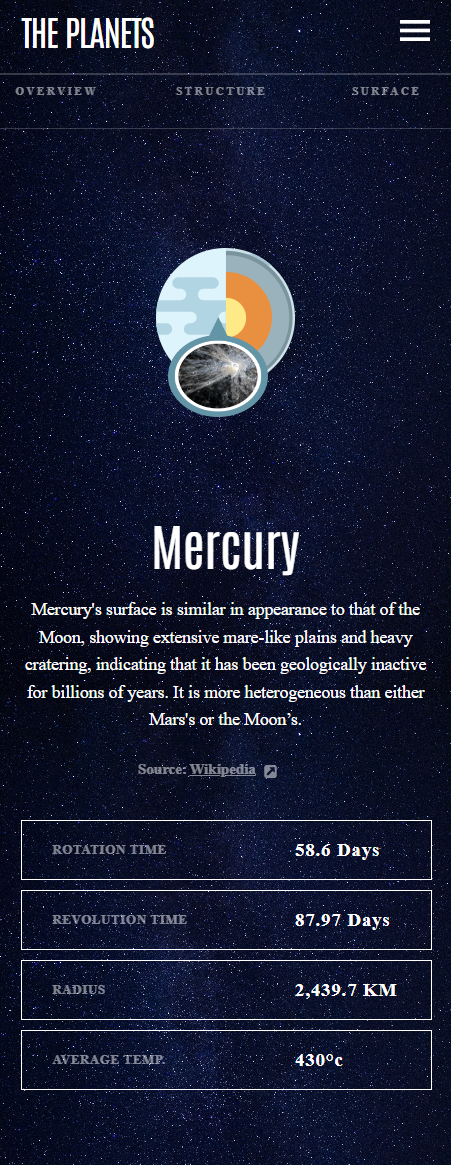 THE PLANETS
OVERVIEW STRUCTURE SURFACE
Mercury
Mercury's surface is similar in appearance to that of the
Moon, showing extensive mare-like plains and heavy
cratering, indicating that it has been geologically inactive
for billions of years. It is more heterogeneous than either
Mars's or the Moon’s.
Source: Wikipedia
ROTATION TIME 58.6 Days
REVOLUTION TIME 87.97 Days
RADIUS 2,439.7 KM
AVERAGE TEMP. 430°c